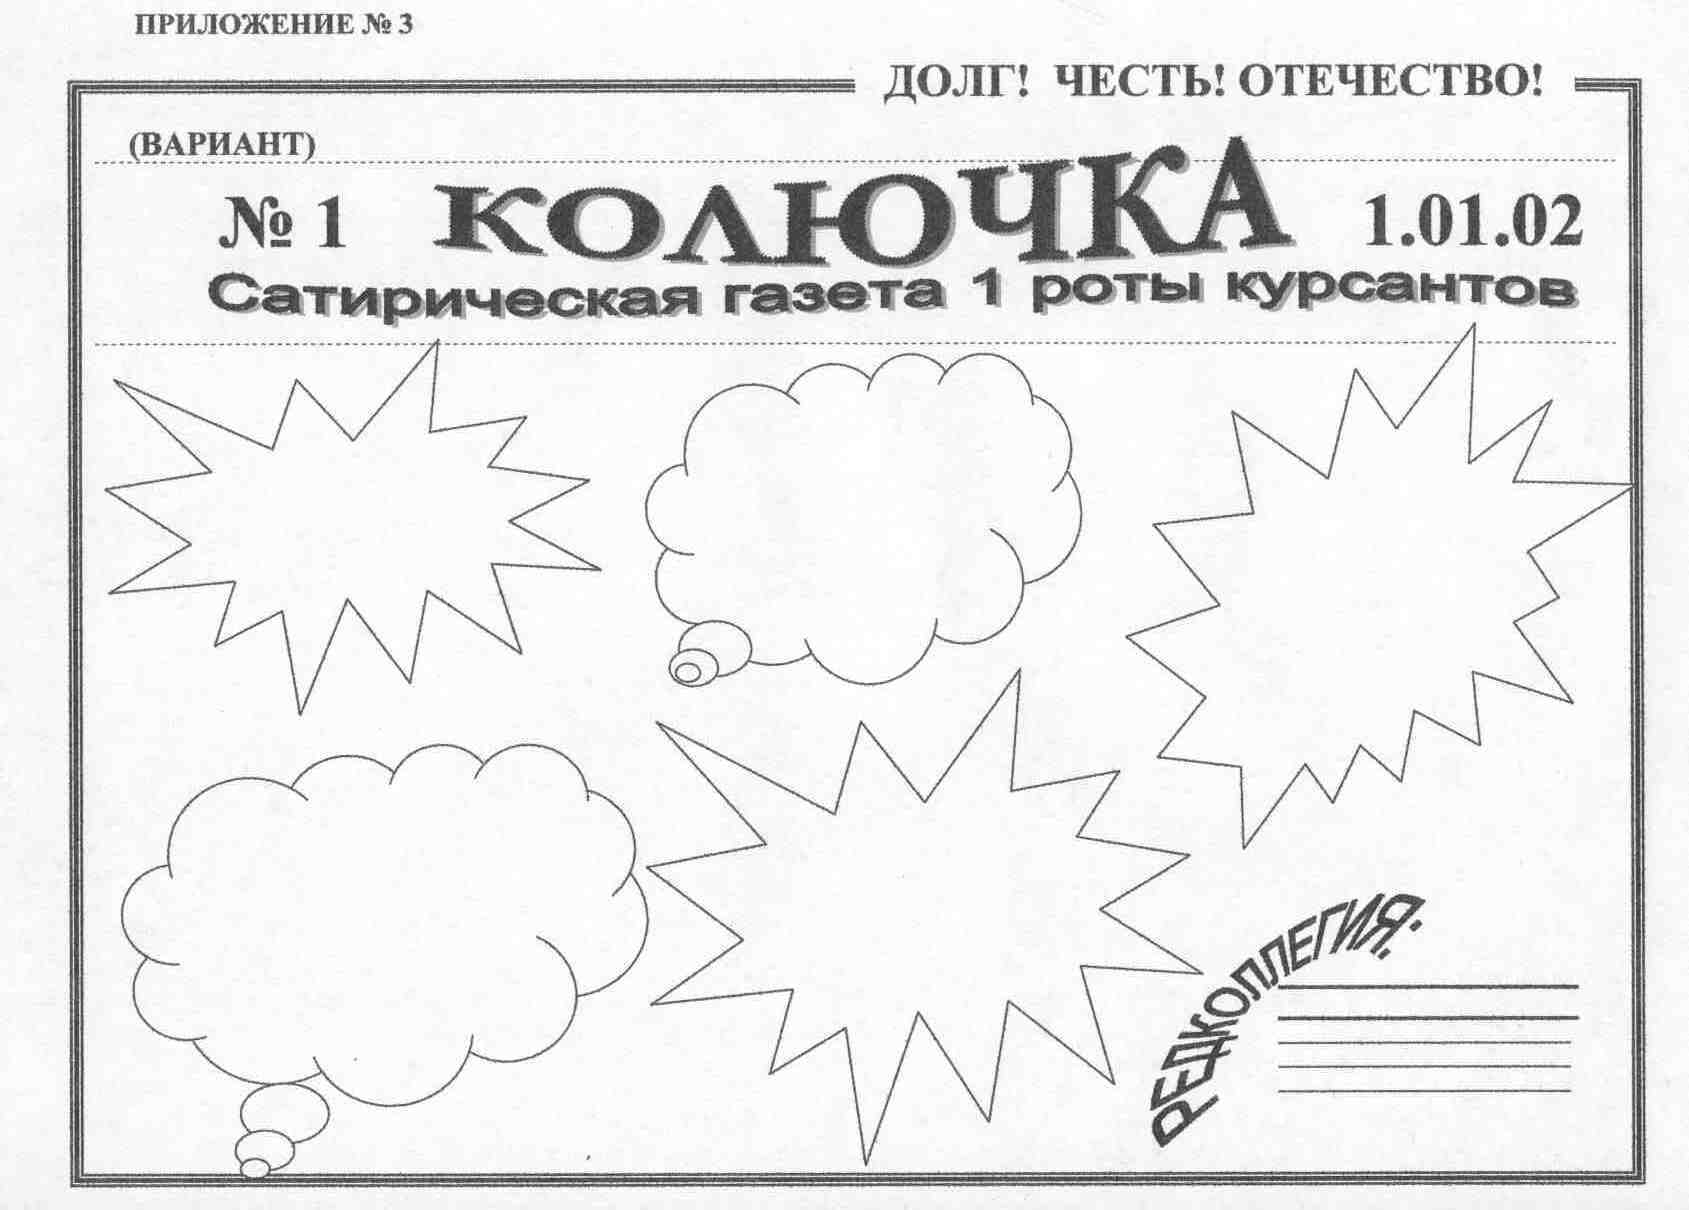 ПРИЛОЖЕНИЕ № 3
ДОЛГ! ЧЕСТЬ! ОТЕЧЕСТВО!
(ВАРИАНТ)
№ 1 КОЛЮЧКА 1.01.02
Сатирическая газета 1 роты курсантов
РЕДКОЛЛЕГИЯ: